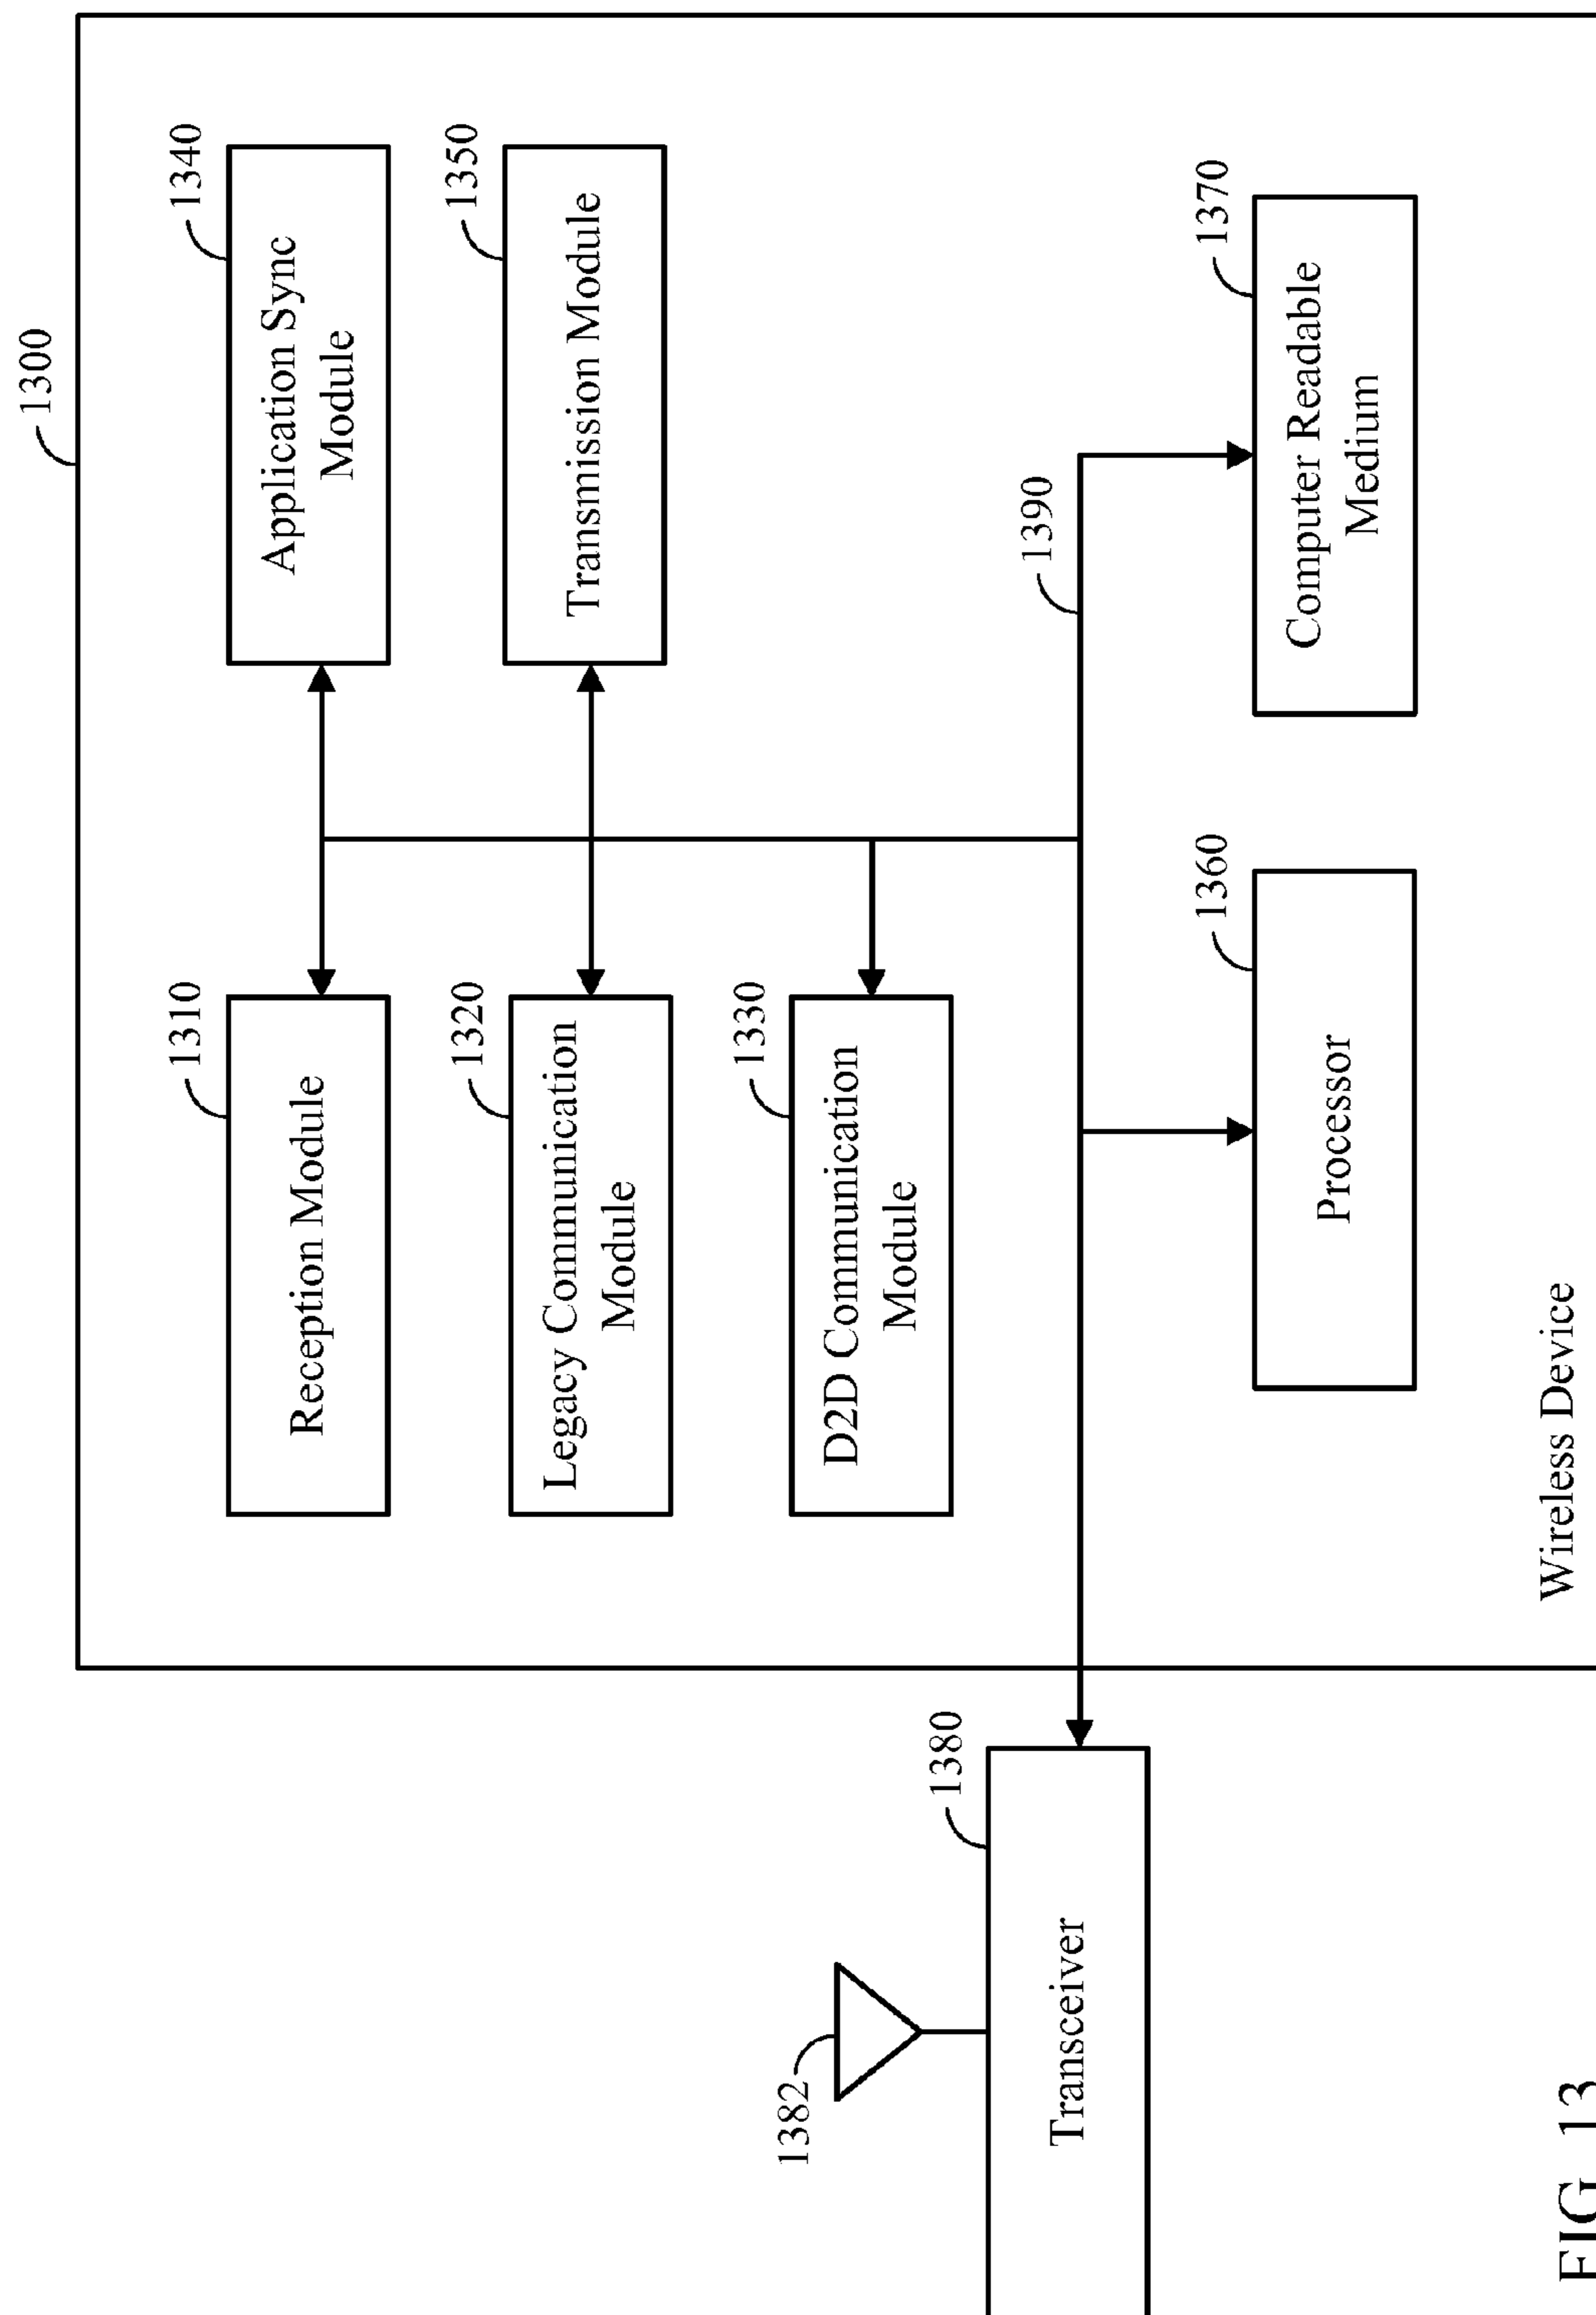 1300
1310
Reception Module
1340
Application Sync
Module
1320
Legacy Communication
Module
1350
Transmission Module
1330
D2D Communication
Module
1382
1380
Transceiver
1390
1360
Processor
1370
Computer Readable
Medium
Wireless Device
FIG. 13